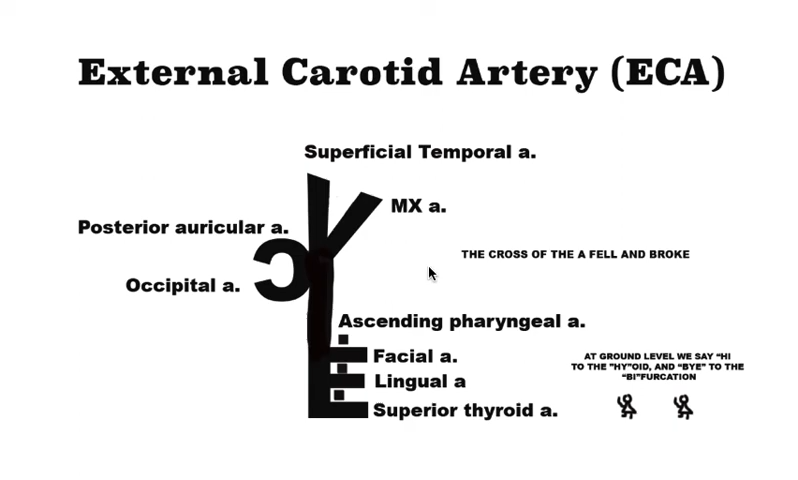 External Carotid Artery (ECA)
Superficial Temporal a.
MX a.
Posterior auricular a.
THE CROSS OF THE A FELL AND BROKE
Occipital a.
Ascending pharyngeal a.
Facial a.
Lingual a
Superior thyroid a.
AT GROUND LEVEL WE SAY “HI
TO THE "HY"OID, AND “BYE” TO THE
“BI”FURCATION